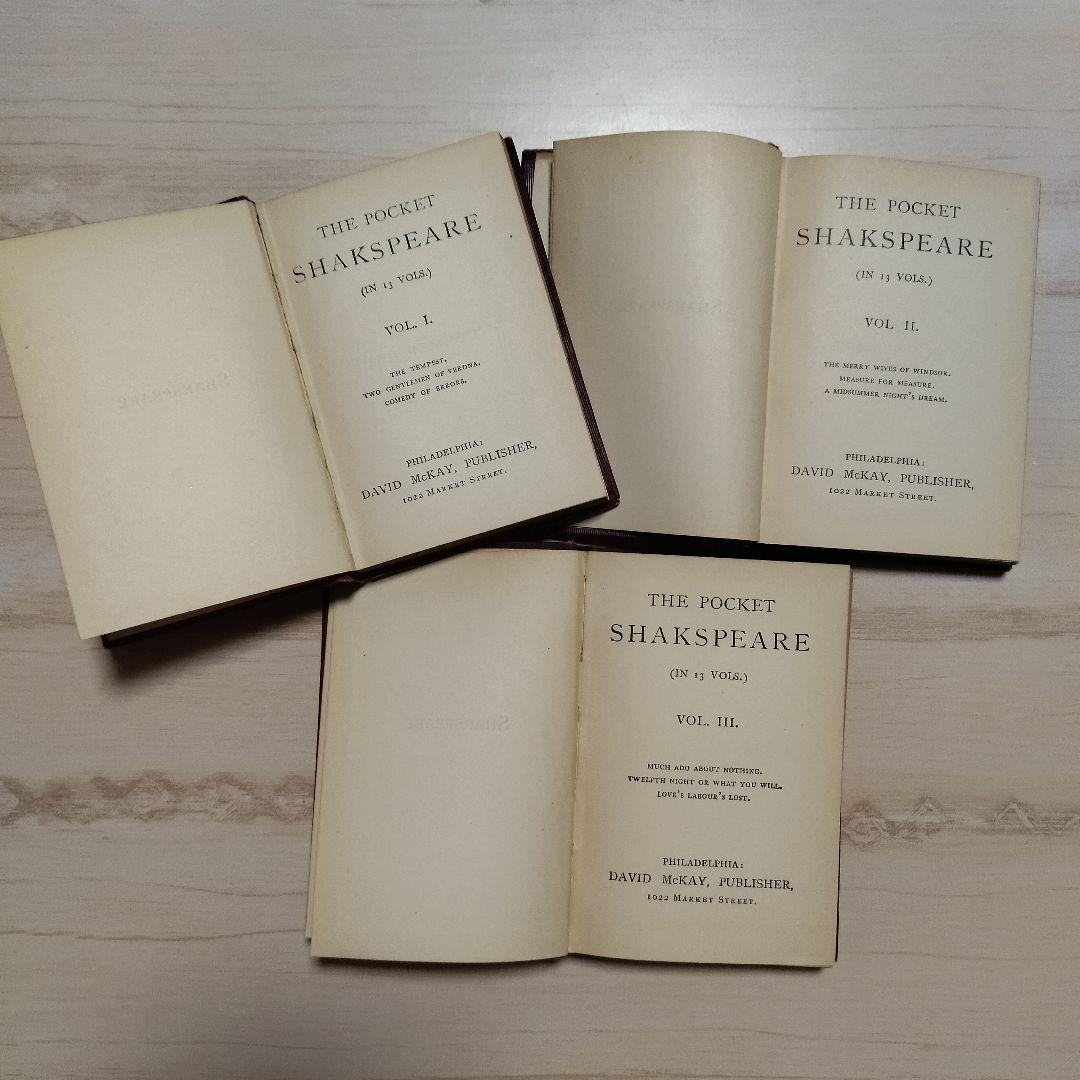 THE POCKET
SHAKSPEARE
(IN 13 VOLS.)
VOL. I.
THE TEMPEST.
TWO GENTLEMEN OF VERONA.
COMEDY OF ERRORS.
PHILADELPHIA:
DAVID McKAY, PUBLISHER,
1022 MARKET STREET.
THE POCKET
SHAKSPEARE
(IN 13 VOLS.)
VOL. II.
THE MERRY WIVES OF WINDSOR.
MEASURE FOR MEASURE.
A MIDSUMMER NIGHT'S DREAM.
PHILADELPHIA:
DAVID McKAY, PUBLISHER,
1022 MARKET STREET.
THE POCKET
SHAKSPEARE
(IN 13 VOLS.)
VOL. III.
MUCH ADO ABOUT NOTHING.
TWELFTH NIGHT OR WHAT YOU WILL.
LOVE'S LABOUR'S LOST.
PHILADELPHIA:
DAVID McKAY, PUBLISHER,
1022 MARKET STREET.